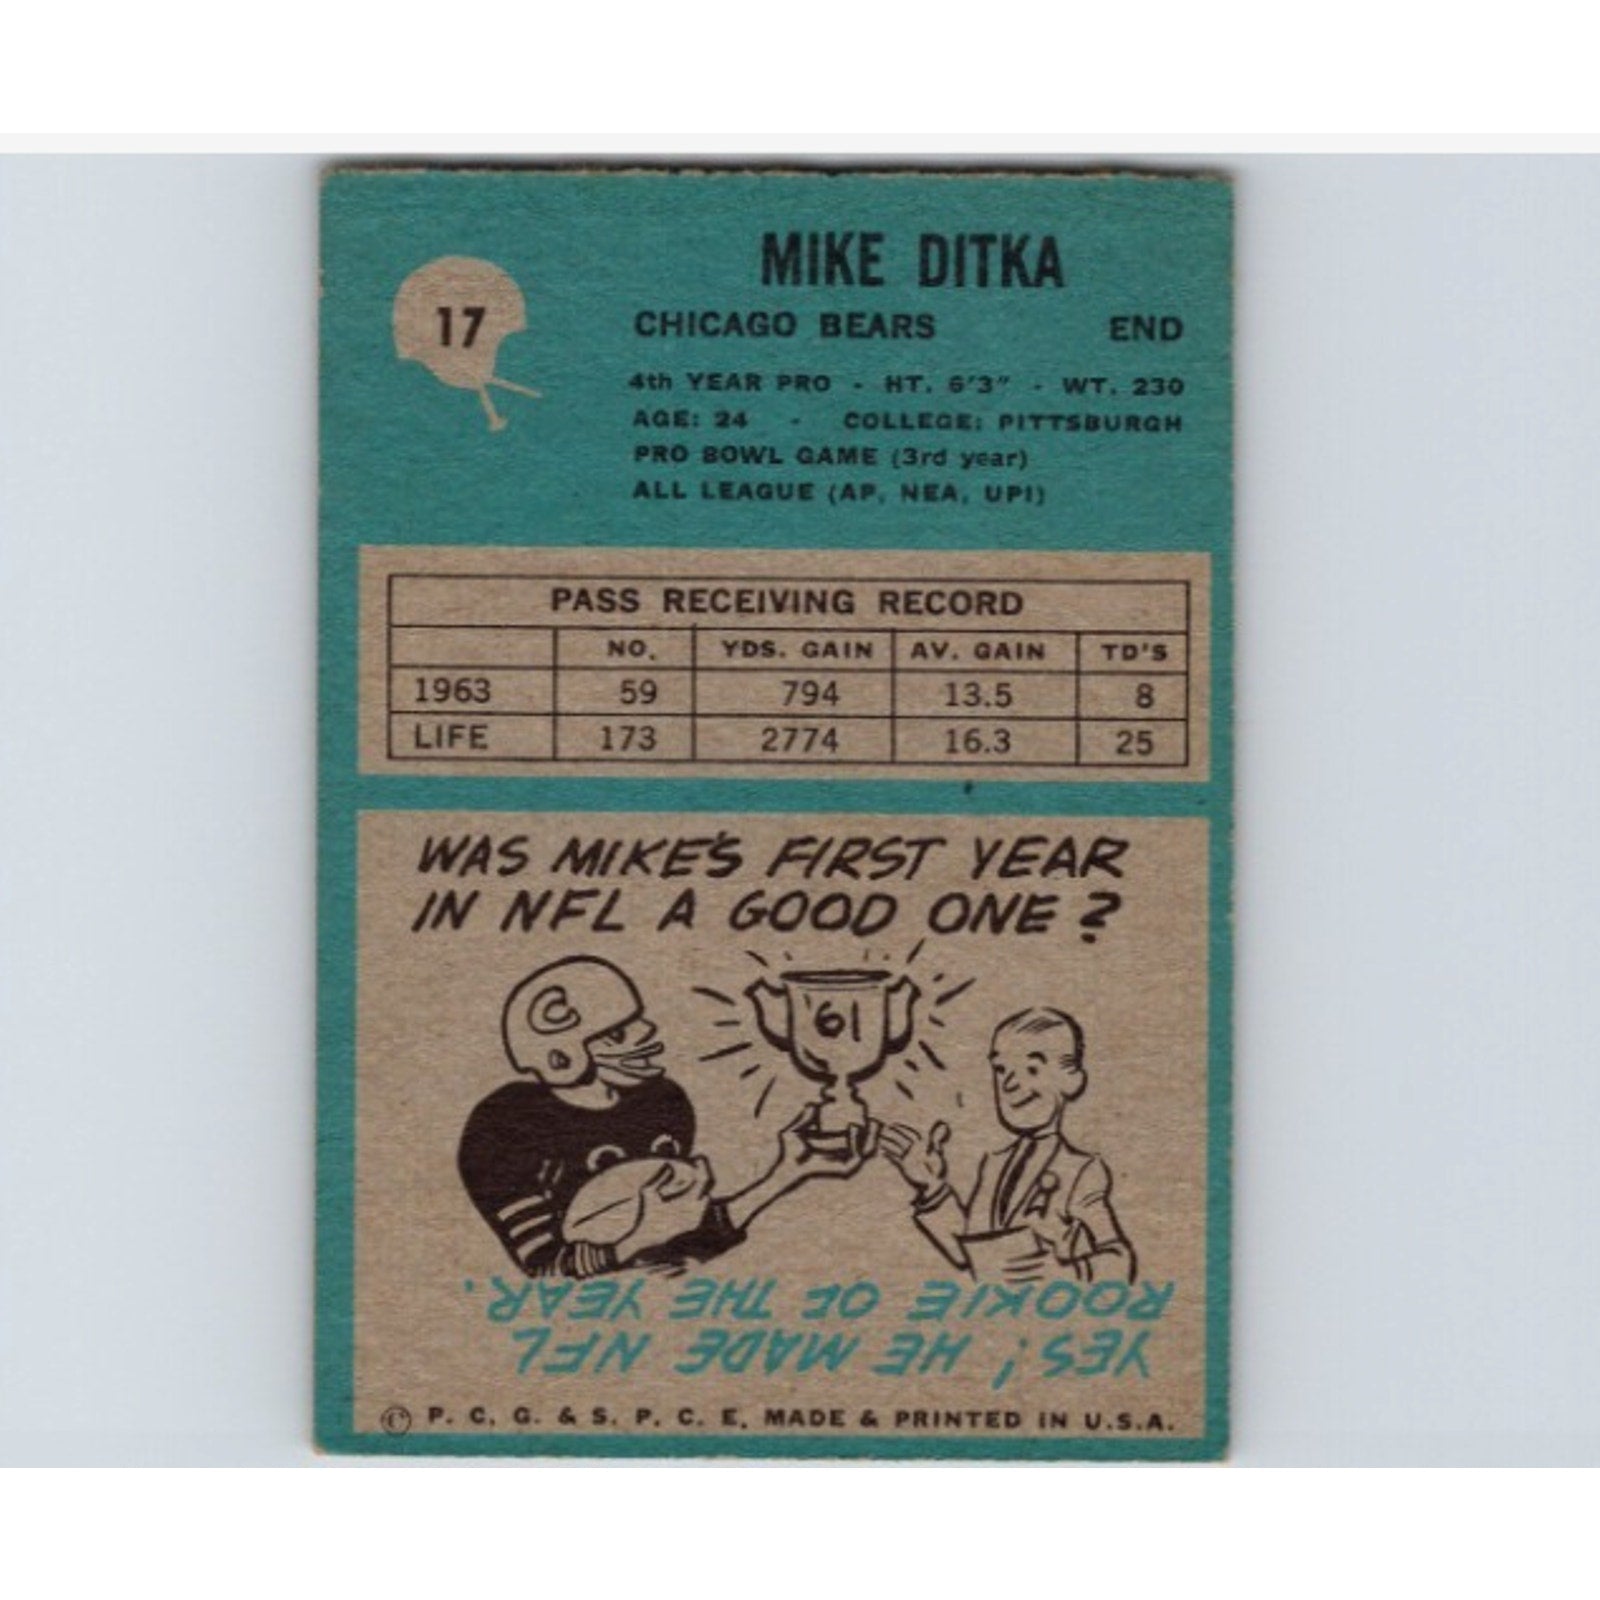 17
MIKE DITKA
CHICAGO BEARS END
4th YEAR PRO - HT. 6'3" - WT. 230
AGE: 24 - COLLEGE: PITTSBURGH
PRO BOWL GAME (3rd year)
ALL LEAGUE (AP, NEA, UPI)
PASS RECEIVING RECORD
NO. YDS. GAIN AV. GAIN TD'S
1963 59 794 13.5 8
LIFE 173 2774 16.3 25
WAS MIKE'S FIRST YEAR
IN NFL A GOOD ONE?
C
'61
YES! HE MADE NFL
ROOKIE OF THE YEAR.
© P. C. G. & S. P. C. E. MADE & PRINTED IN U.S.A.